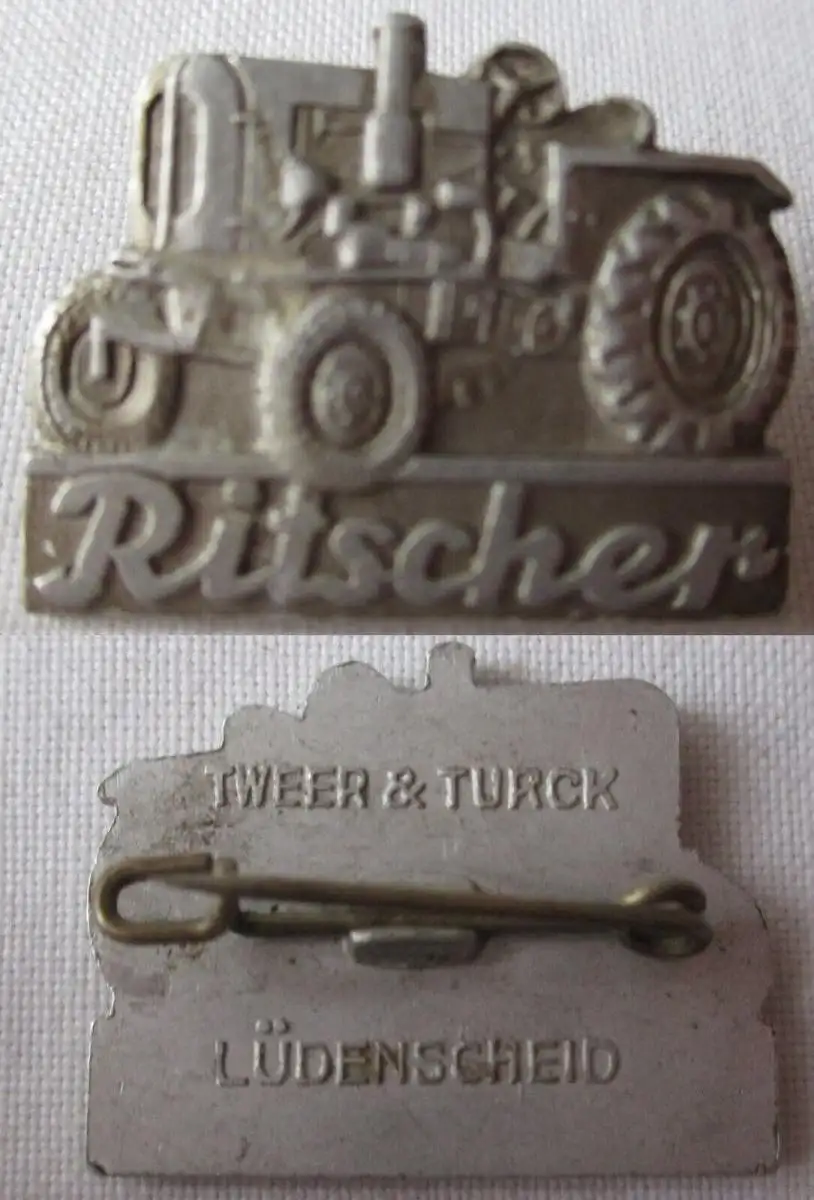 Ritscher
TWEER & TURCK
LÜDENSCHEID